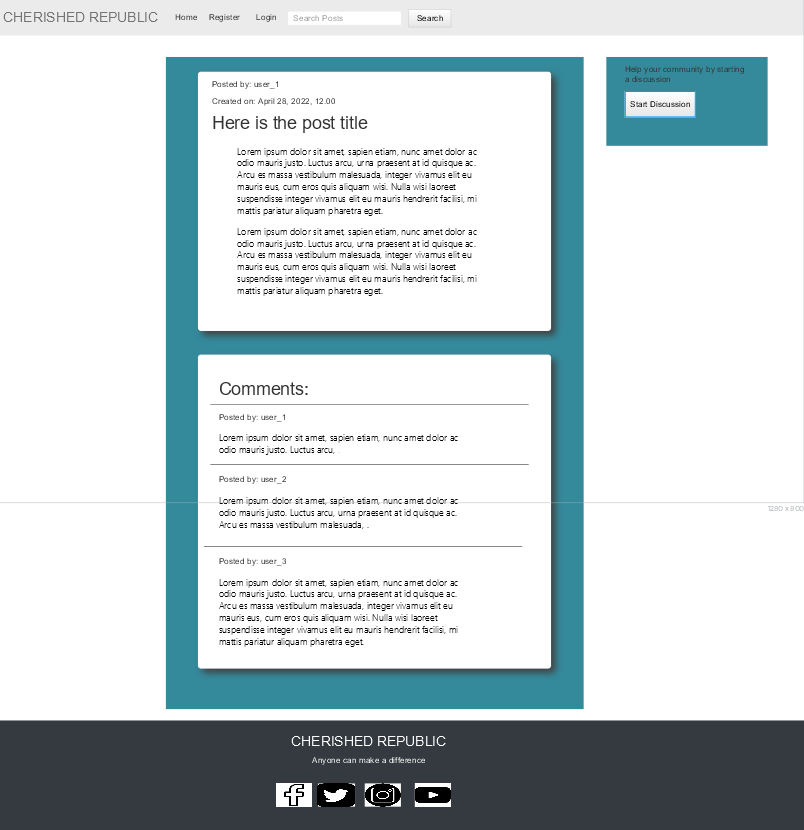 CHERISHED REPUBLIC Home Register Login Search Posts Search
Help your community by starting
a discussion
Start Discussion
Posted by: user_1
Created on: April 28, 2022, 12.00
Here is the post title
Lorem ipsum dolor sit amet, sapien etiam, nunc amet dolor ac
odio mauris justo. Luctus arcu, urna praesent at id quisque ac.
Arcu es massa vestibulum malesuada, integer vivamus elit eu
mauris eus, cum eros quis aliquam wisi. Nulla wisi laoreet
suspendisse integer vivamus elit eu mauris hendrerit facilisi, mi
mattis pariatur aliquam pharetra eget.
Lorem ipsum dolor sit amet, sapien etiam, nunc amet dolor ac
odio mauris justo. Luctus arcu, urna praesent at id quisque ac.
Arcu es massa vestibulum malesuada, integer vivamus elit eu
mauris eus, cum eros quis aliquam wisi. Nulla wisi laoreet
suspendisse integer vivamus elit eu mauris hendrerit facilisi, mi
mattis pariatur aliquam pharetra eget.
Comments:
Posted by: user_1
Lorem ipsum dolor sit amet, sapien etiam, nunc amet dolor ac
odio mauris justo. Luctus arcu, .
Posted by: user_2
Lorem ipsum dolor sit amet, sapien etiam, nunc amet dolor ac
odio mauris justo. Luctus arcu, urna praesent at id quisque ac.
Arcu es massa vestibulum malesuada, .
1280 x 800
Posted by: user_3
Lorem ipsum dolor sit amet, sapien etiam, nunc amet dolor ac
odio mauris justo. Luctus arcu, urna praesent at id quisque ac.
Arcu es massa vestibulum malesuada, integer vivamus elit eu
mauris eus, cum eros quis aliquam wisi. Nulla wisi laoreet
suspendisse integer vivamus elit eu mauris hendrerit facilisi, mi
mattis pariatur aliquam pharetra eget.
CHERISHED REPUBLIC
Anyone can make a difference